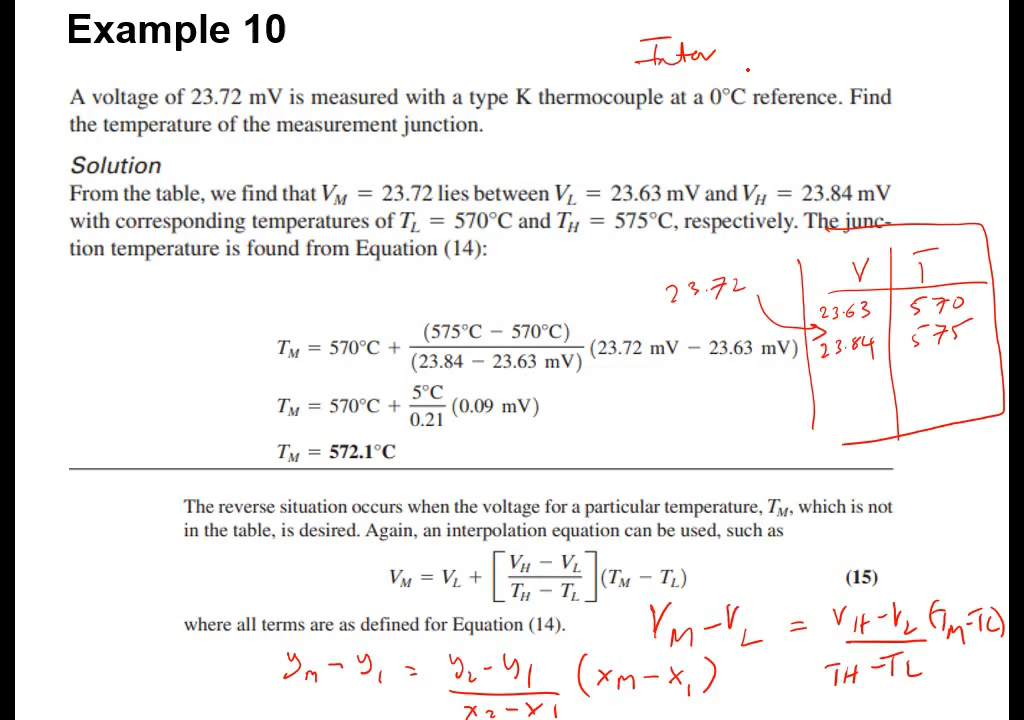 Example 10
Inter
A voltage of 23.72 mV is measured with a type K thermocouple at a 0°C reference. Find
the temperature of the measurement junction.
Solution
From the table, we find that V_M = 23.72 lies between V_L = 23.63 mV and V_H = 23.84 mV
with corresponding temperatures of T_L = 570°C and T_H = 575°C, respectively. The junc-
tion temperature is found from Equation (14):
23.72
V T
23.63 570
23.84 575
T_M = 570°C + (575°C − 570°C) / (23.84 − 23.63 mV) (23.72 mV − 23.63 mV)
T_M = 570°C + 5°C / 0.21 (0.09 mV)
T_M = 572.1°C
The reverse situation occurs when the voltage for a particular temperature, T_M, which is not
in the table, is desired. Again, an interpolation equation can be used, such as
V_M = V_L + [V_H − V_L / T_H − T_L] (T_M − T_L) (15)
where all terms are as defined for Equation (14).
V_M − V_L = V_H − V_L / T_H − T_L (T_M − T_L)
y_m − y_1 = y_2 − y_1 / x_2 − x_1 (x_M − x_1)